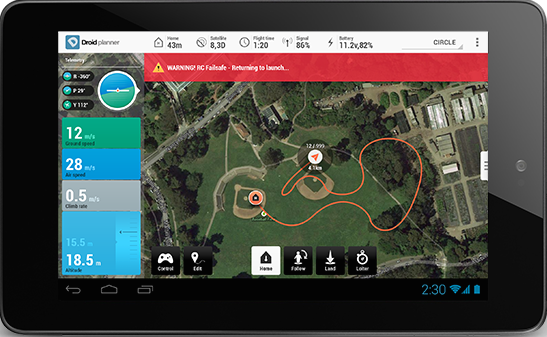 Droid planner
Home
43m
Satellite
8,3D
Flight time
1:20
Signal
86%
Battery
11.2v,82%
CIRCLE
Telemetry
R -360°
P 29°
Y 112°
WARNING! RC Failsafe - Returning to launch...
12 m/s
Ground speed
28 m/s
Air speed
0.5 m/s
Climb rate
15.5 m
18.5 m
Altitude
12 / 999
4.1km
Control
Edit
Home
Follow
Land
Loiter
2:30